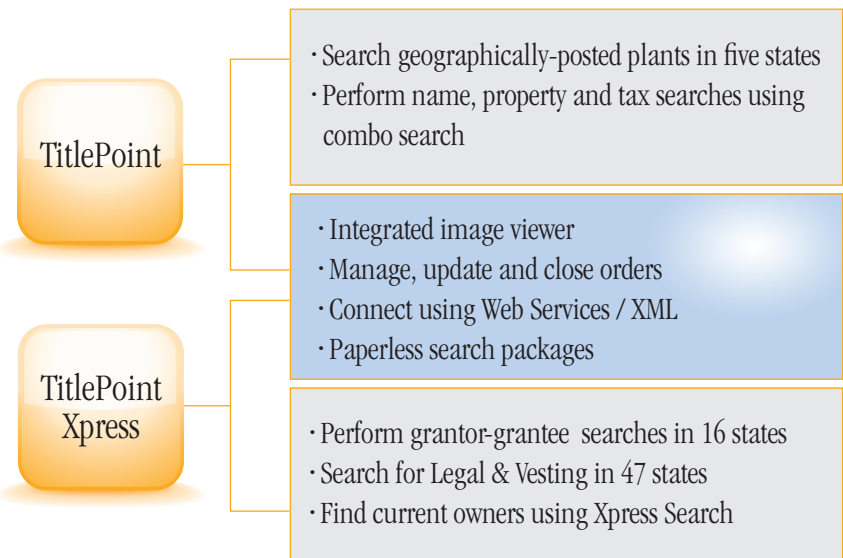 TitlePoint
· Search geographically-posted plants in five states
· Perform name, property and tax searches using
combo search
· Integrated image viewer
· Manage, update and close orders
· Connect using Web Services / XML
· Paperless search packages
TitlePoint
Xpress
· Perform grantor-grantee searches in 16 states
· Search for Legal & Vesting in 47 states
· Find current owners using Xpress Search